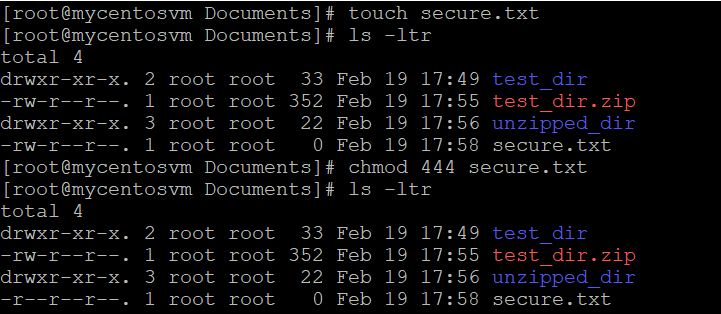 [root@mycentosvm Documents]# touch secure.txt
[root@mycentosvm Documents]# ls -ltr
total 4
drwxr-xr-x. 2 root root  33 Feb 19 17:49 test_dir
-rw-r--r--. 1 root root 352 Feb 19 17:55 test_dir.zip
drwxr-xr-x. 3 root root  22 Feb 19 17:56 unzipped_dir
-rw-r--r--. 1 root root   0 Feb 19 17:58 secure.txt
[root@mycentosvm Documents]# chmod 444 secure.txt
[root@mycentosvm Documents]# ls -ltr
total 4
drwxr-xr-x. 2 root root  33 Feb 19 17:49 test_dir
-rw-r--r--. 1 root root 352 Feb 19 17:55 test_dir.zip
drwxr-xr-x. 3 root root  22 Feb 19 17:56 unzipped_dir
-r--r--r--. 1 root root   0 Feb 19 17:58 secure.txt